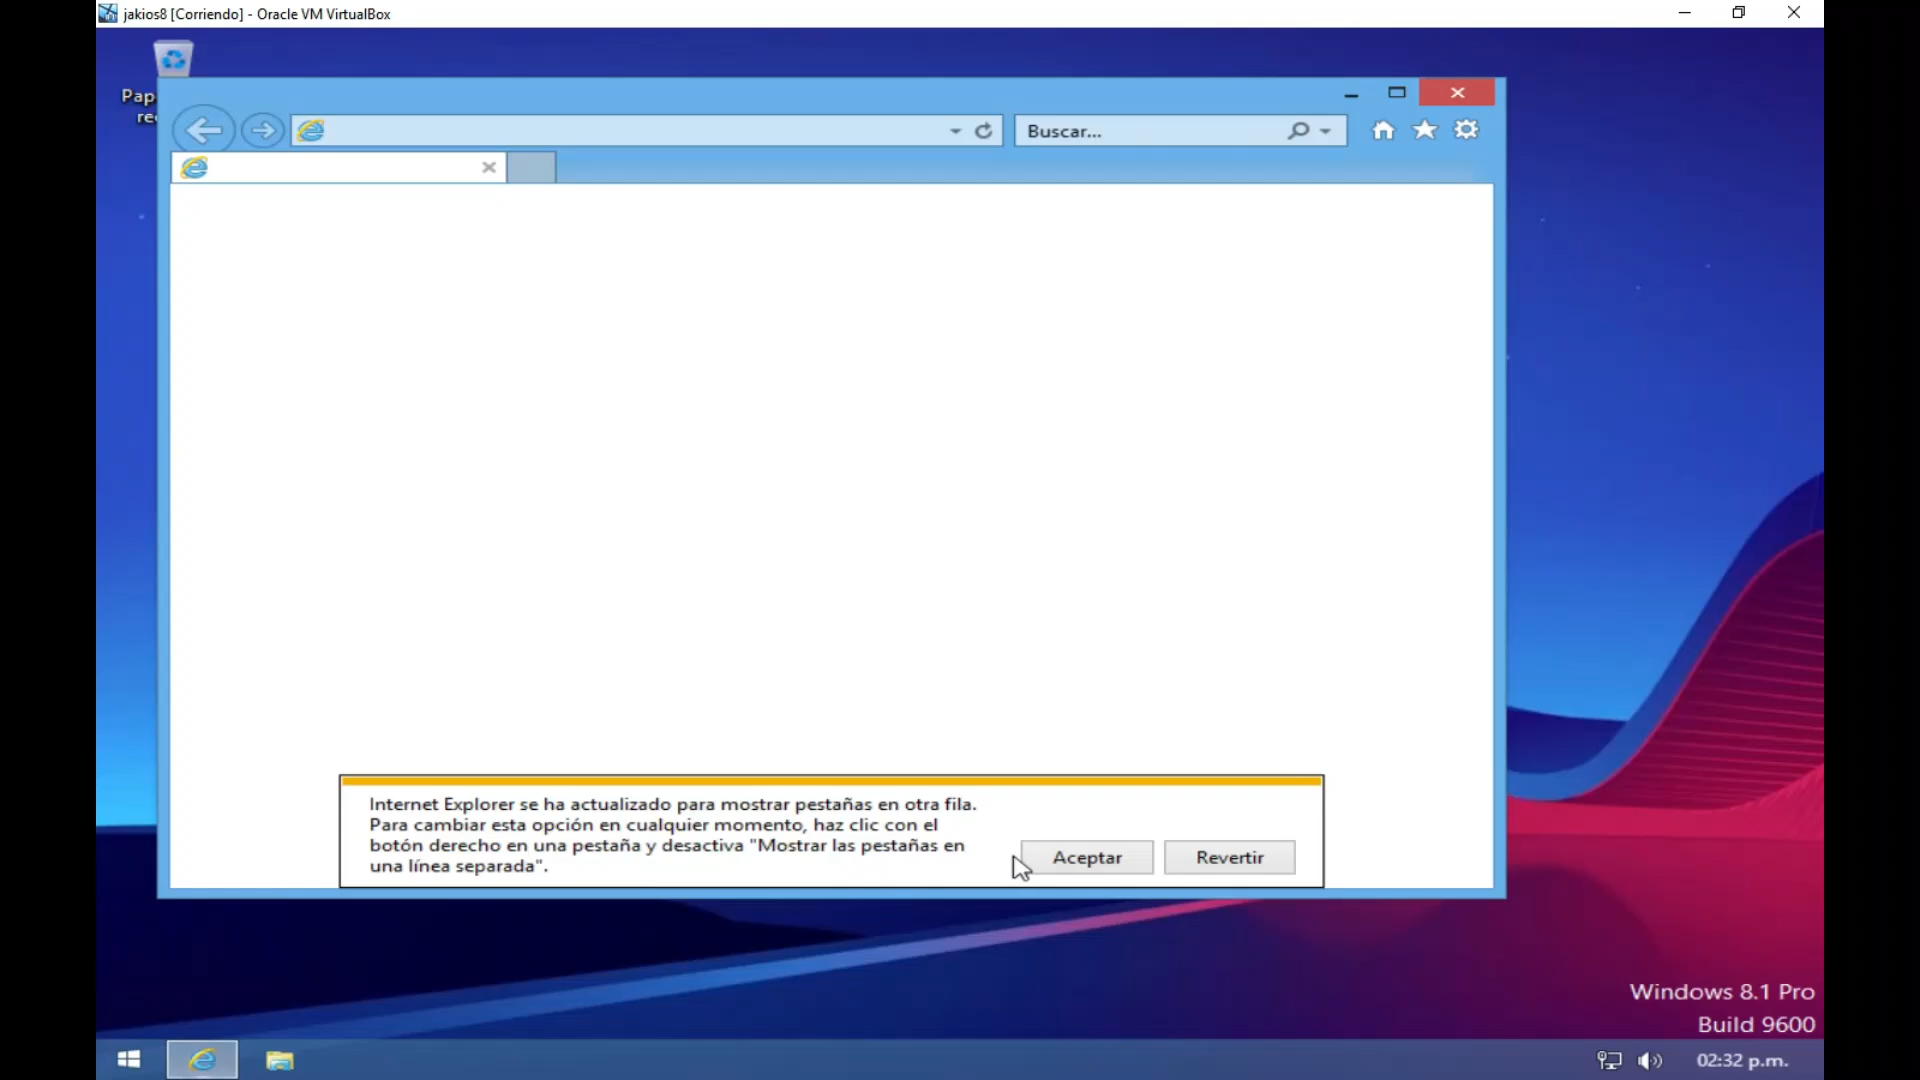 jakios8 [Corriendo] - Oracle VM VirtualBox
Buscar...
Internet Explorer se ha actualizado para mostrar pestañas en otra fila.
Para cambiar esta opción en cualquier momento, haz clic con el
botón derecho en una pestaña y desactiva "Mostrar las pestañas en
una línea separada".
Aceptar
Revertir
Windows 8.1 Pro
Build 9600
02:32 p.m.